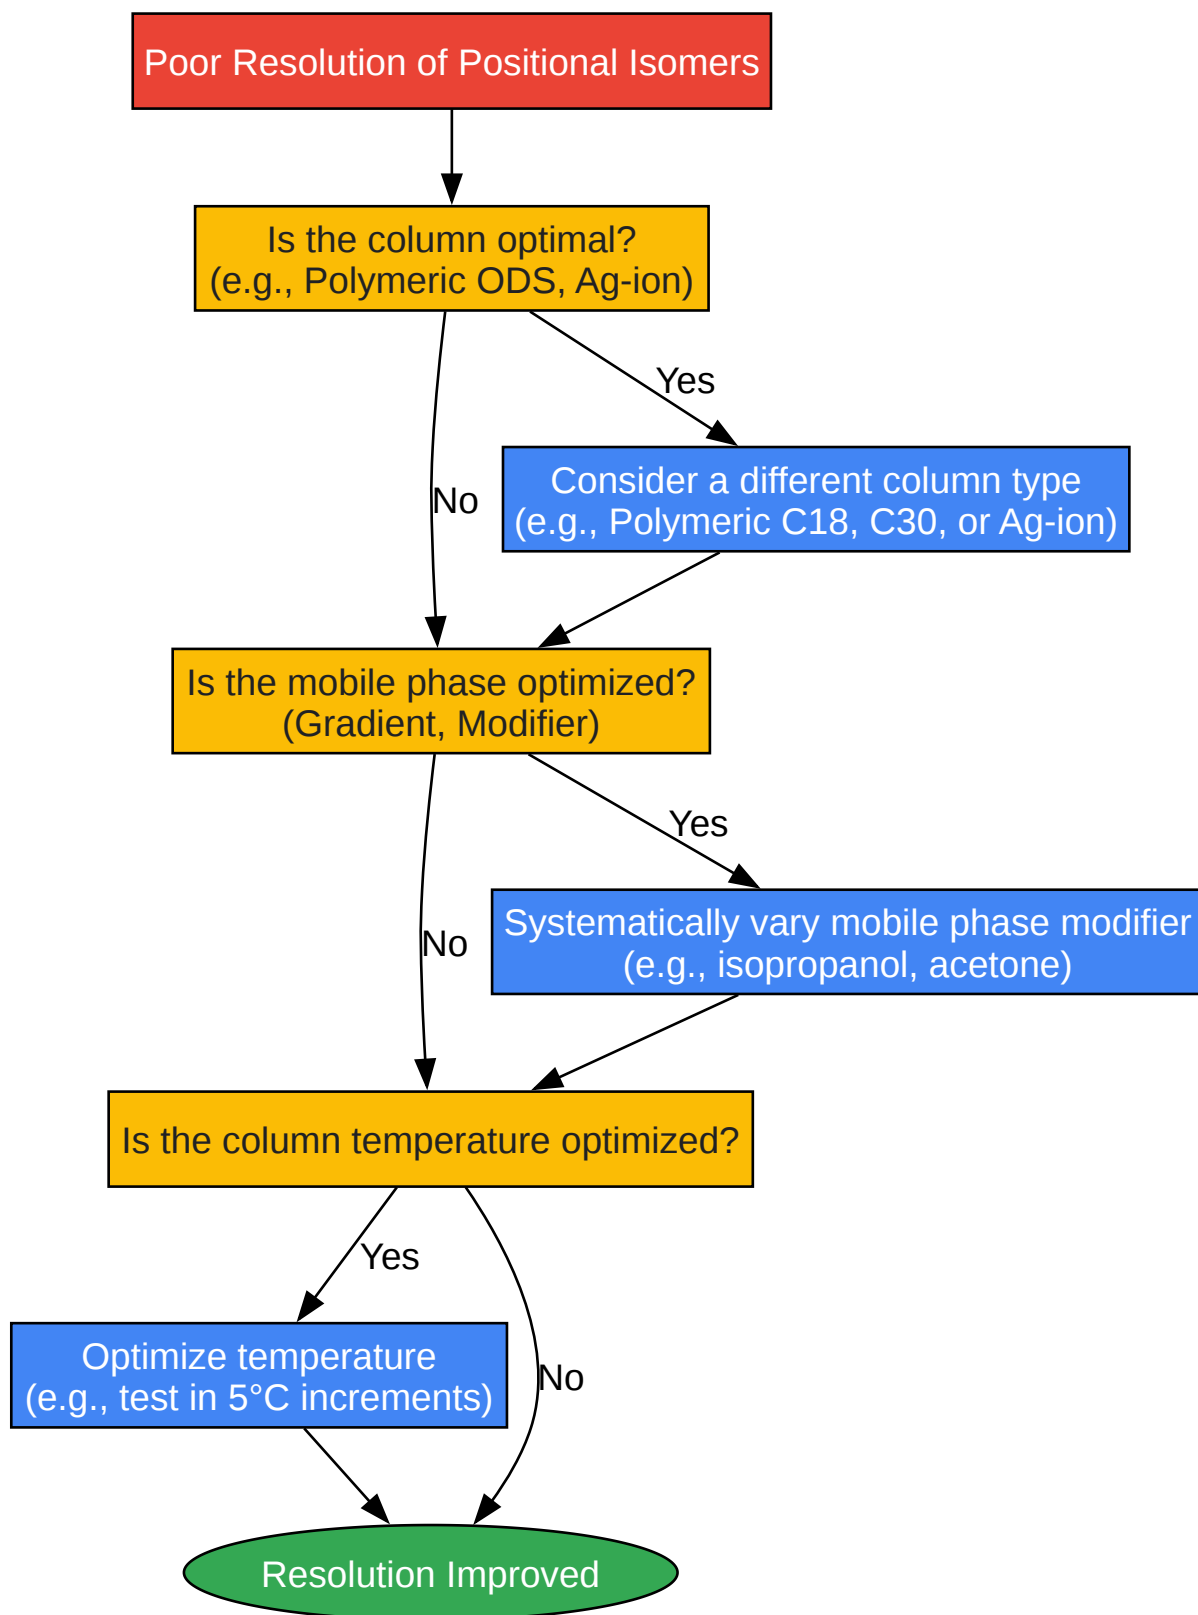 Poor Resolution of Positional Isomers
Is the column optimal?
(e.g., Polymeric ODS, Ag-ion)
Yes
No
Consider a different column type
(e.g., Polymeric C18, C30, or Ag-ion)
Is the mobile phase optimized?
(Gradient, Modifier)
Yes
No
Systematically vary mobile phase modifier
(e.g., isopropanol, acetone)
Is the column temperature optimized?
Yes
No
Optimize temperature
(e.g., test in 5°C increments)
Resolution Improved